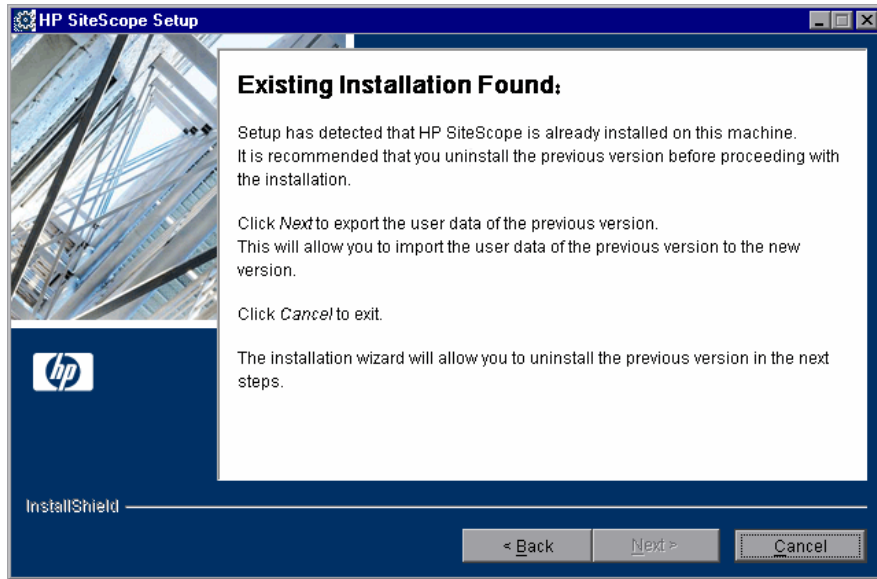 HP SiteScope Setup
Existing Installation Found:
Setup has detected that HP SiteScope is already installed on this machine.
It is recommended that you uninstall the previous version before proceeding with
the installation.
Click Next to export the user data of the previous version.
This will allow you to import the user data of the previous version to the new
version.
Click Cancel to exit.
The installation wizard will allow you to uninstall the previous version in the next
steps.
hp
InstallShield
< Back
Next >
Cancel